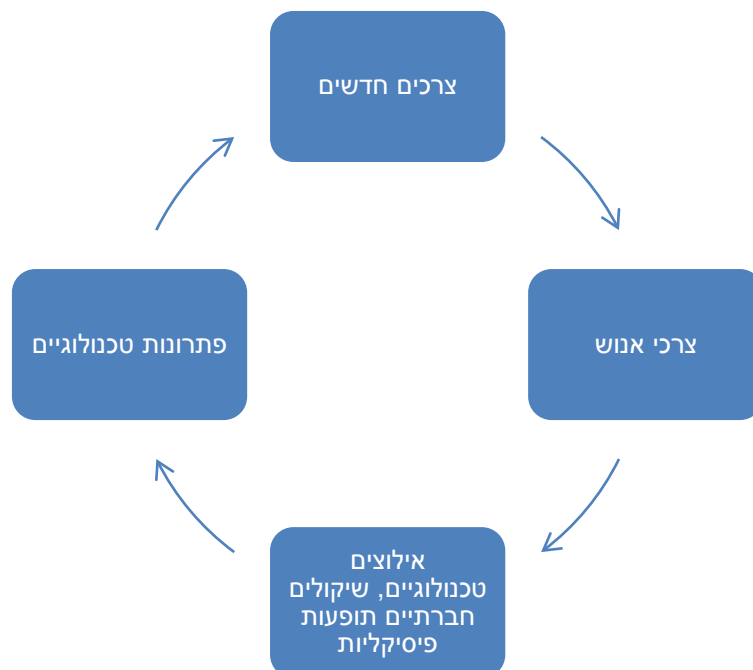 צרכים חדשים
צרכי אנוש
אילוצים
טכנולוגיים, שיקולים
חברתיים תופעות
פיסיקליות
פתרונות טכנולוגיים